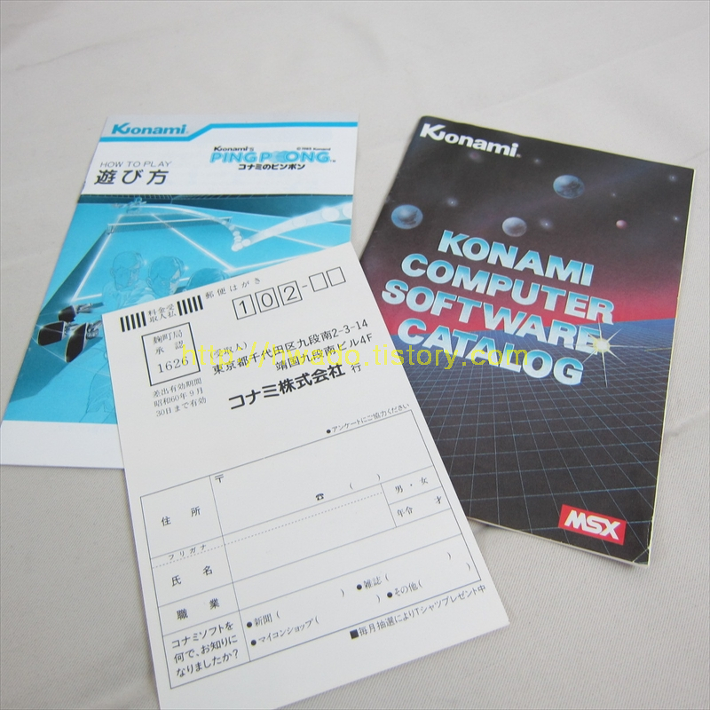 Konami
HOW TO PLAY
遊び方
Konami's
PING PONG
コナミのピンポン
Konami
KONAMI
COMPUTER
SOFTWARE
CATALOG
MSX
料金受
取人払
郵便はがき
102-□□
麹町局
承認
1626
差出有効期間
昭和60年9月
30日まで有効
(受取人)
東京都千代田区九段南2-3-14
靖国九段南ビル4F
コナミ株式会社 行
●アンケートにご協力ください
住所
〒
☎ ( )
男・女
年令 才
フリガナ
氏名
職業
コナミソフトを
何で、お知りに
なりましたか?
●新聞( ) ●雑誌( )
●マイコンショップ( ) ●その他( )
■毎月抽選によりTシャツプレゼント中